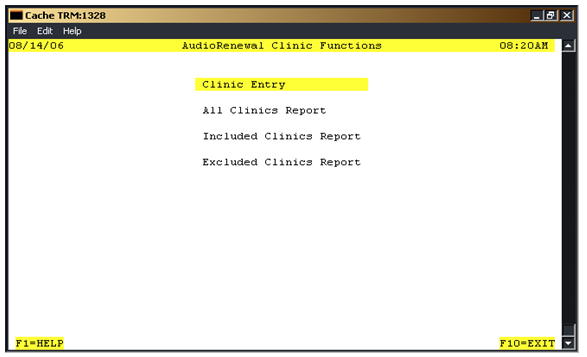 Cache TRM:1328
File Edit Help
08/14/06 AudioRenewal Clinic Functions 08:20AM
Clinic Entry
All Clinics Report
Included Clinics Report
Excluded Clinics Report
F1=HELP F10=EXIT